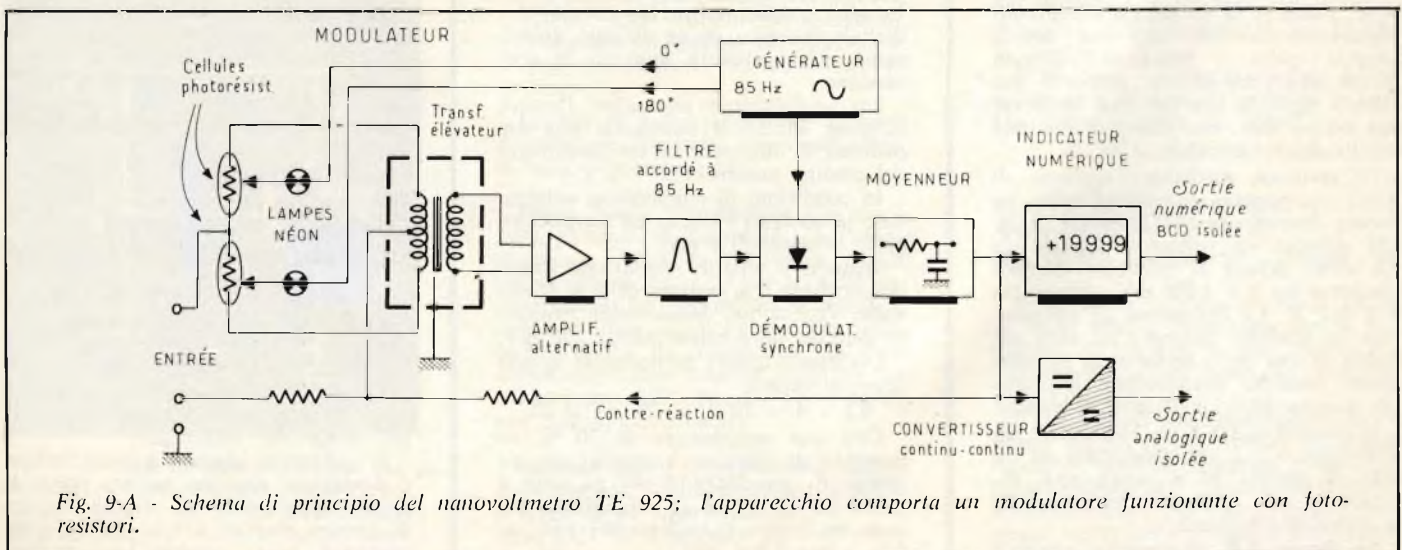 MODULATEUR
Cellules
photorésist.
0°
180°
GÉNÉRATEUR
85 Hz
Transf.
élévateur
LAMPES
NÉON
FILTRE
accordé à
85 Hz
MOYENNEUR
INDICATEUR
NUMÉRIQUE
+19999
Sortie
numérique
BCD isolée
AMPLIF.
alternatif
DÉMODULAT.
synchrone
ENTRÉE
Contre-réaction
CONVERTISSEUR
continu-continu
Sortie
analogique
isolée
Fig. 9-A - Schema di principio del nanovoltmetro TE 925; l'apparecchio comporta un modulatore funzionante con foto-
resistori.